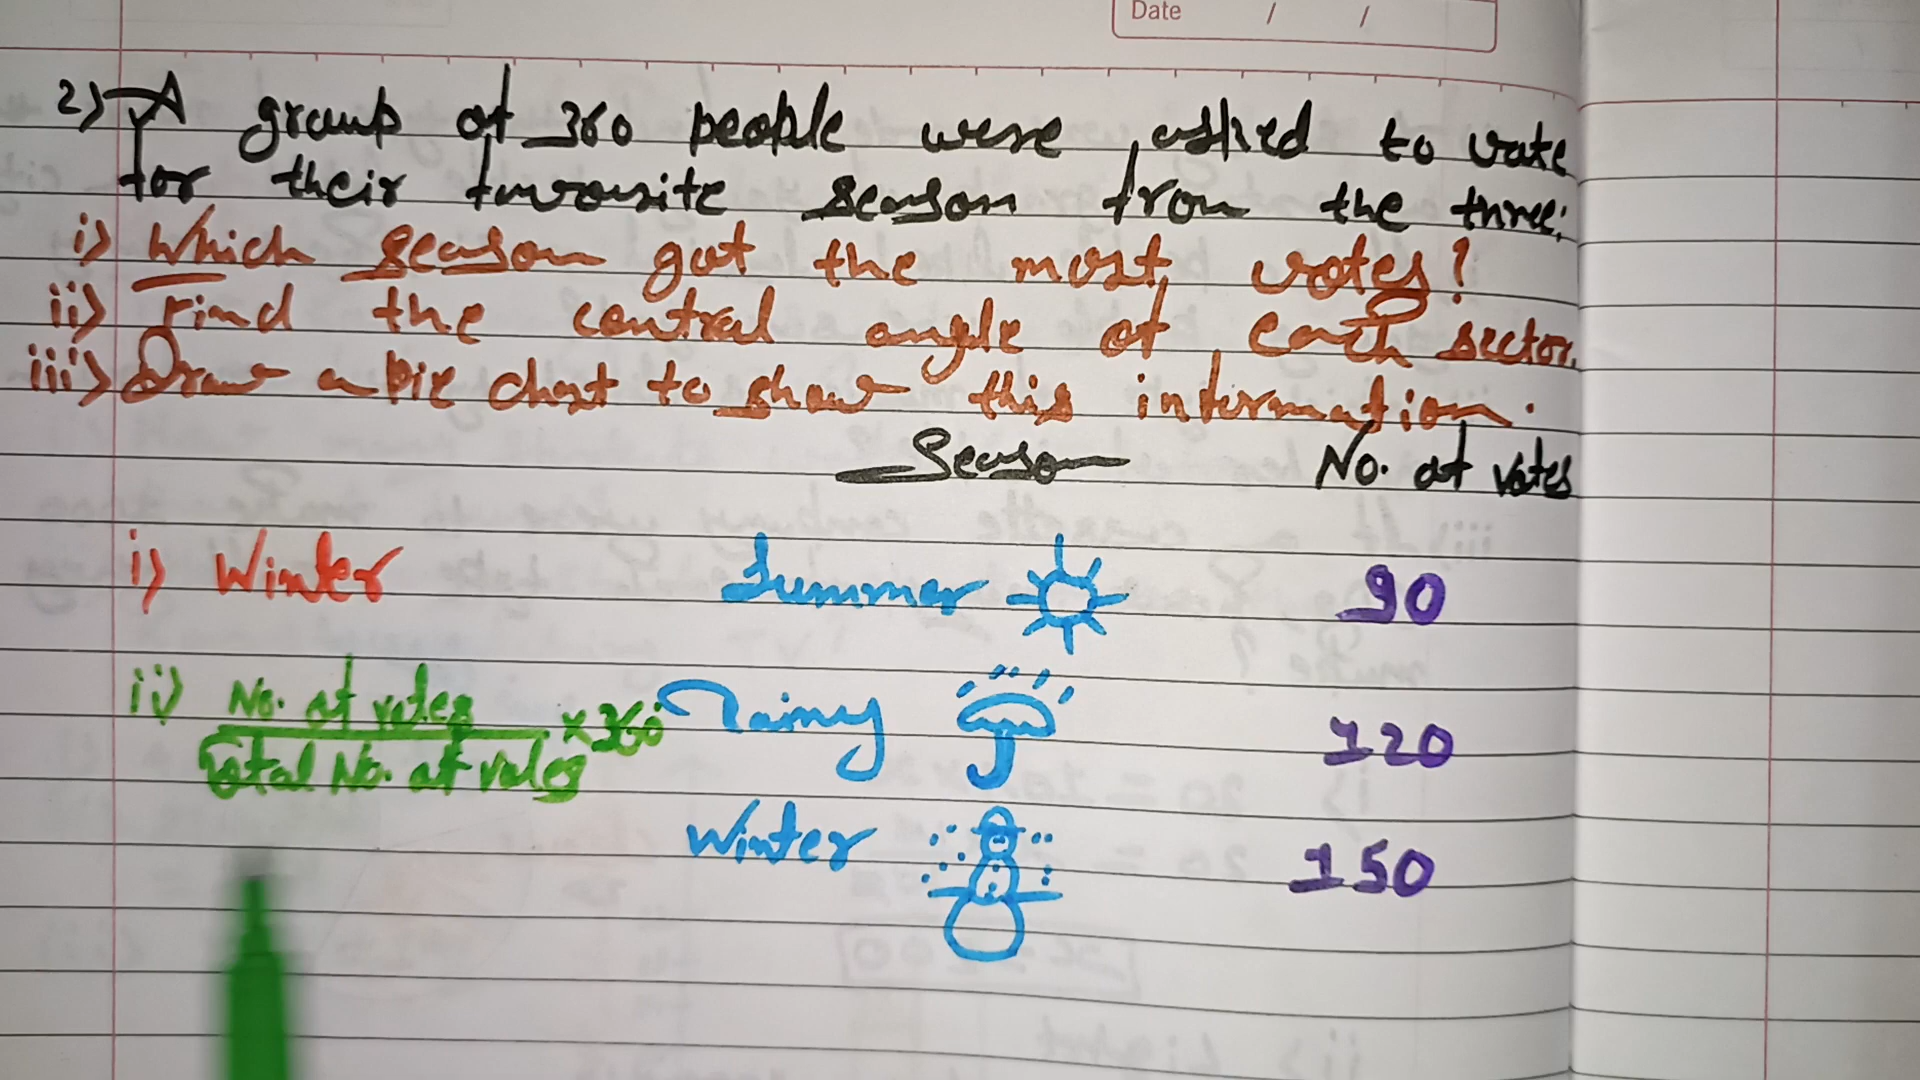 Date / /
2) A group of 360 people were asked to vote
for their favourite season from the three:
i) Which season got the most votes?
ii) Find the central angle of each sector.
iii) Draw a pie chart to show this information.
Season No. of votes
i) Winter Summer 90
ii) No. of votes / Total No. of votes × 360° Rainy 120
Winter 150